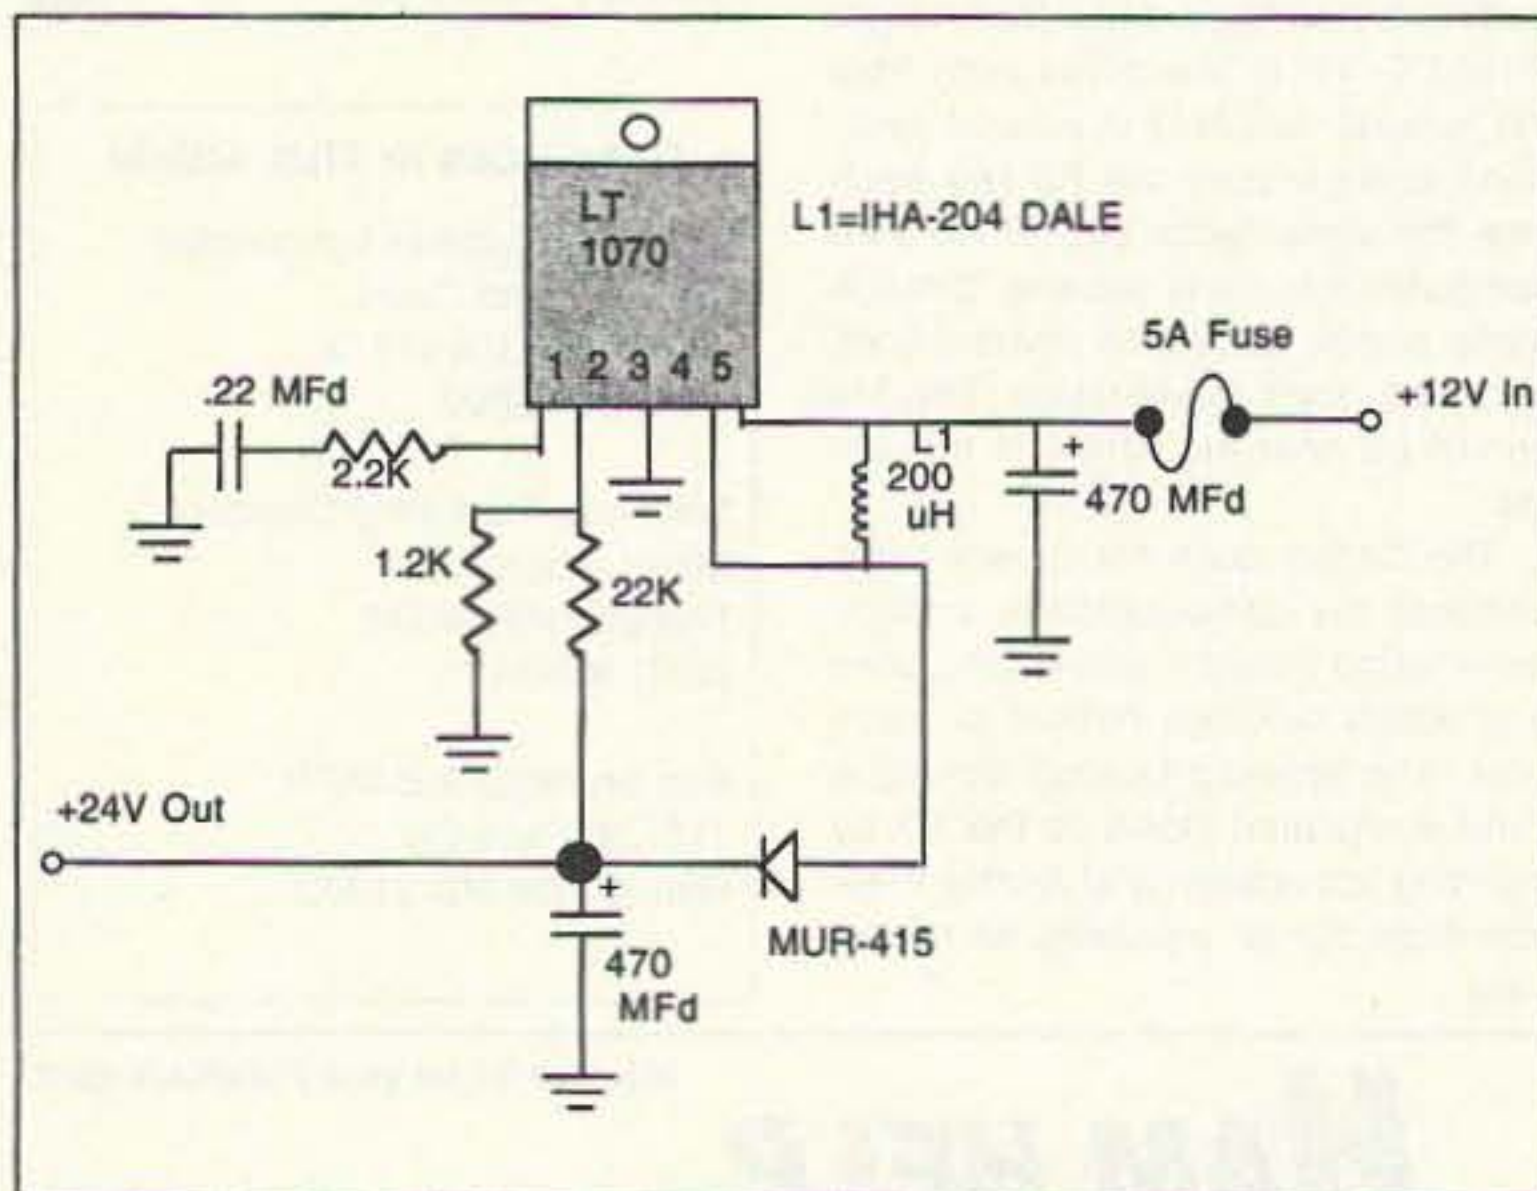 LT
1070
L1=IHA-204 DALE
1 2 3 4 5
5A Fuse
+12V In
.22 MFd
2.2K
L1
200
uH
+
470 MFd
1.2K
22K
+24V Out
+
470
MFd
MUR-415